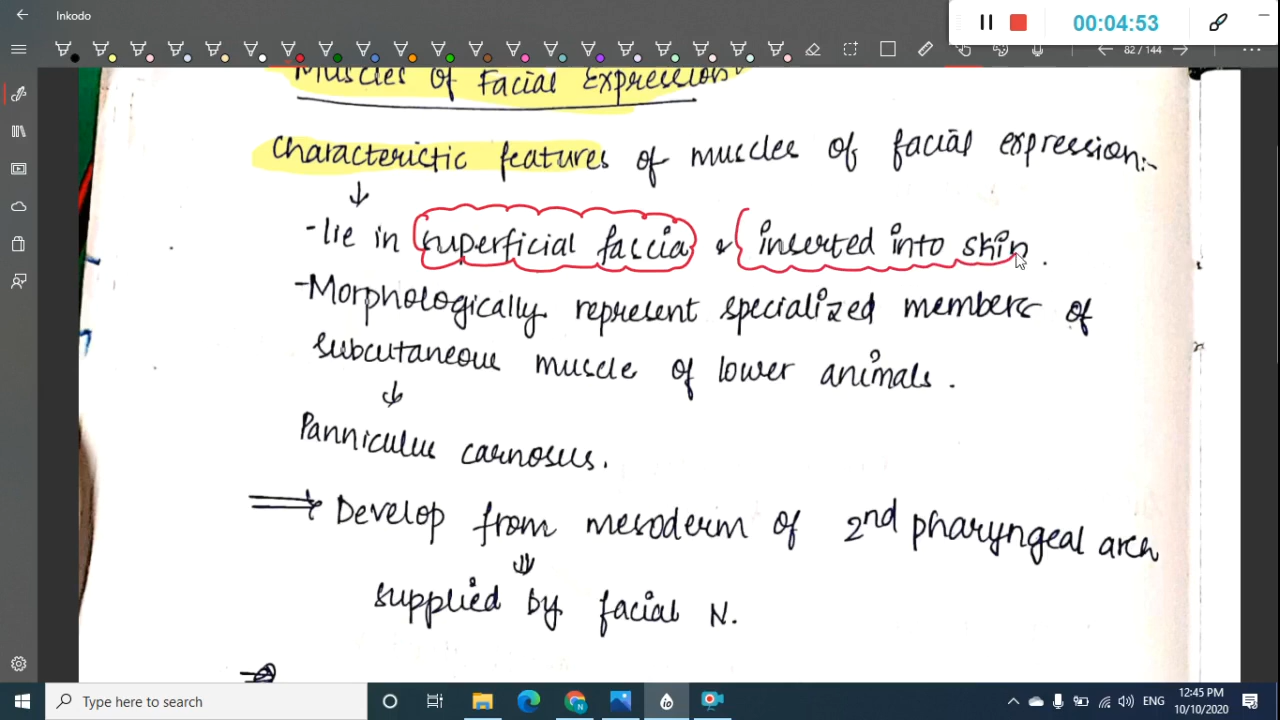 Inkodo
00:04:53
82 / 144
Muscles of Facial Expression
Characterictic features of muscles of facial expression:-
- lie in superficial fascia & inserted into skin.
- Morphologically represent specialized members of
subcutaneous muscle of lower animals.
Panniculus carnosus.
Develop from mesoderm of 2nd pharyngeal arch
supplied by facial N.
Type here to search
ENG
12:45 PM
10/10/2020